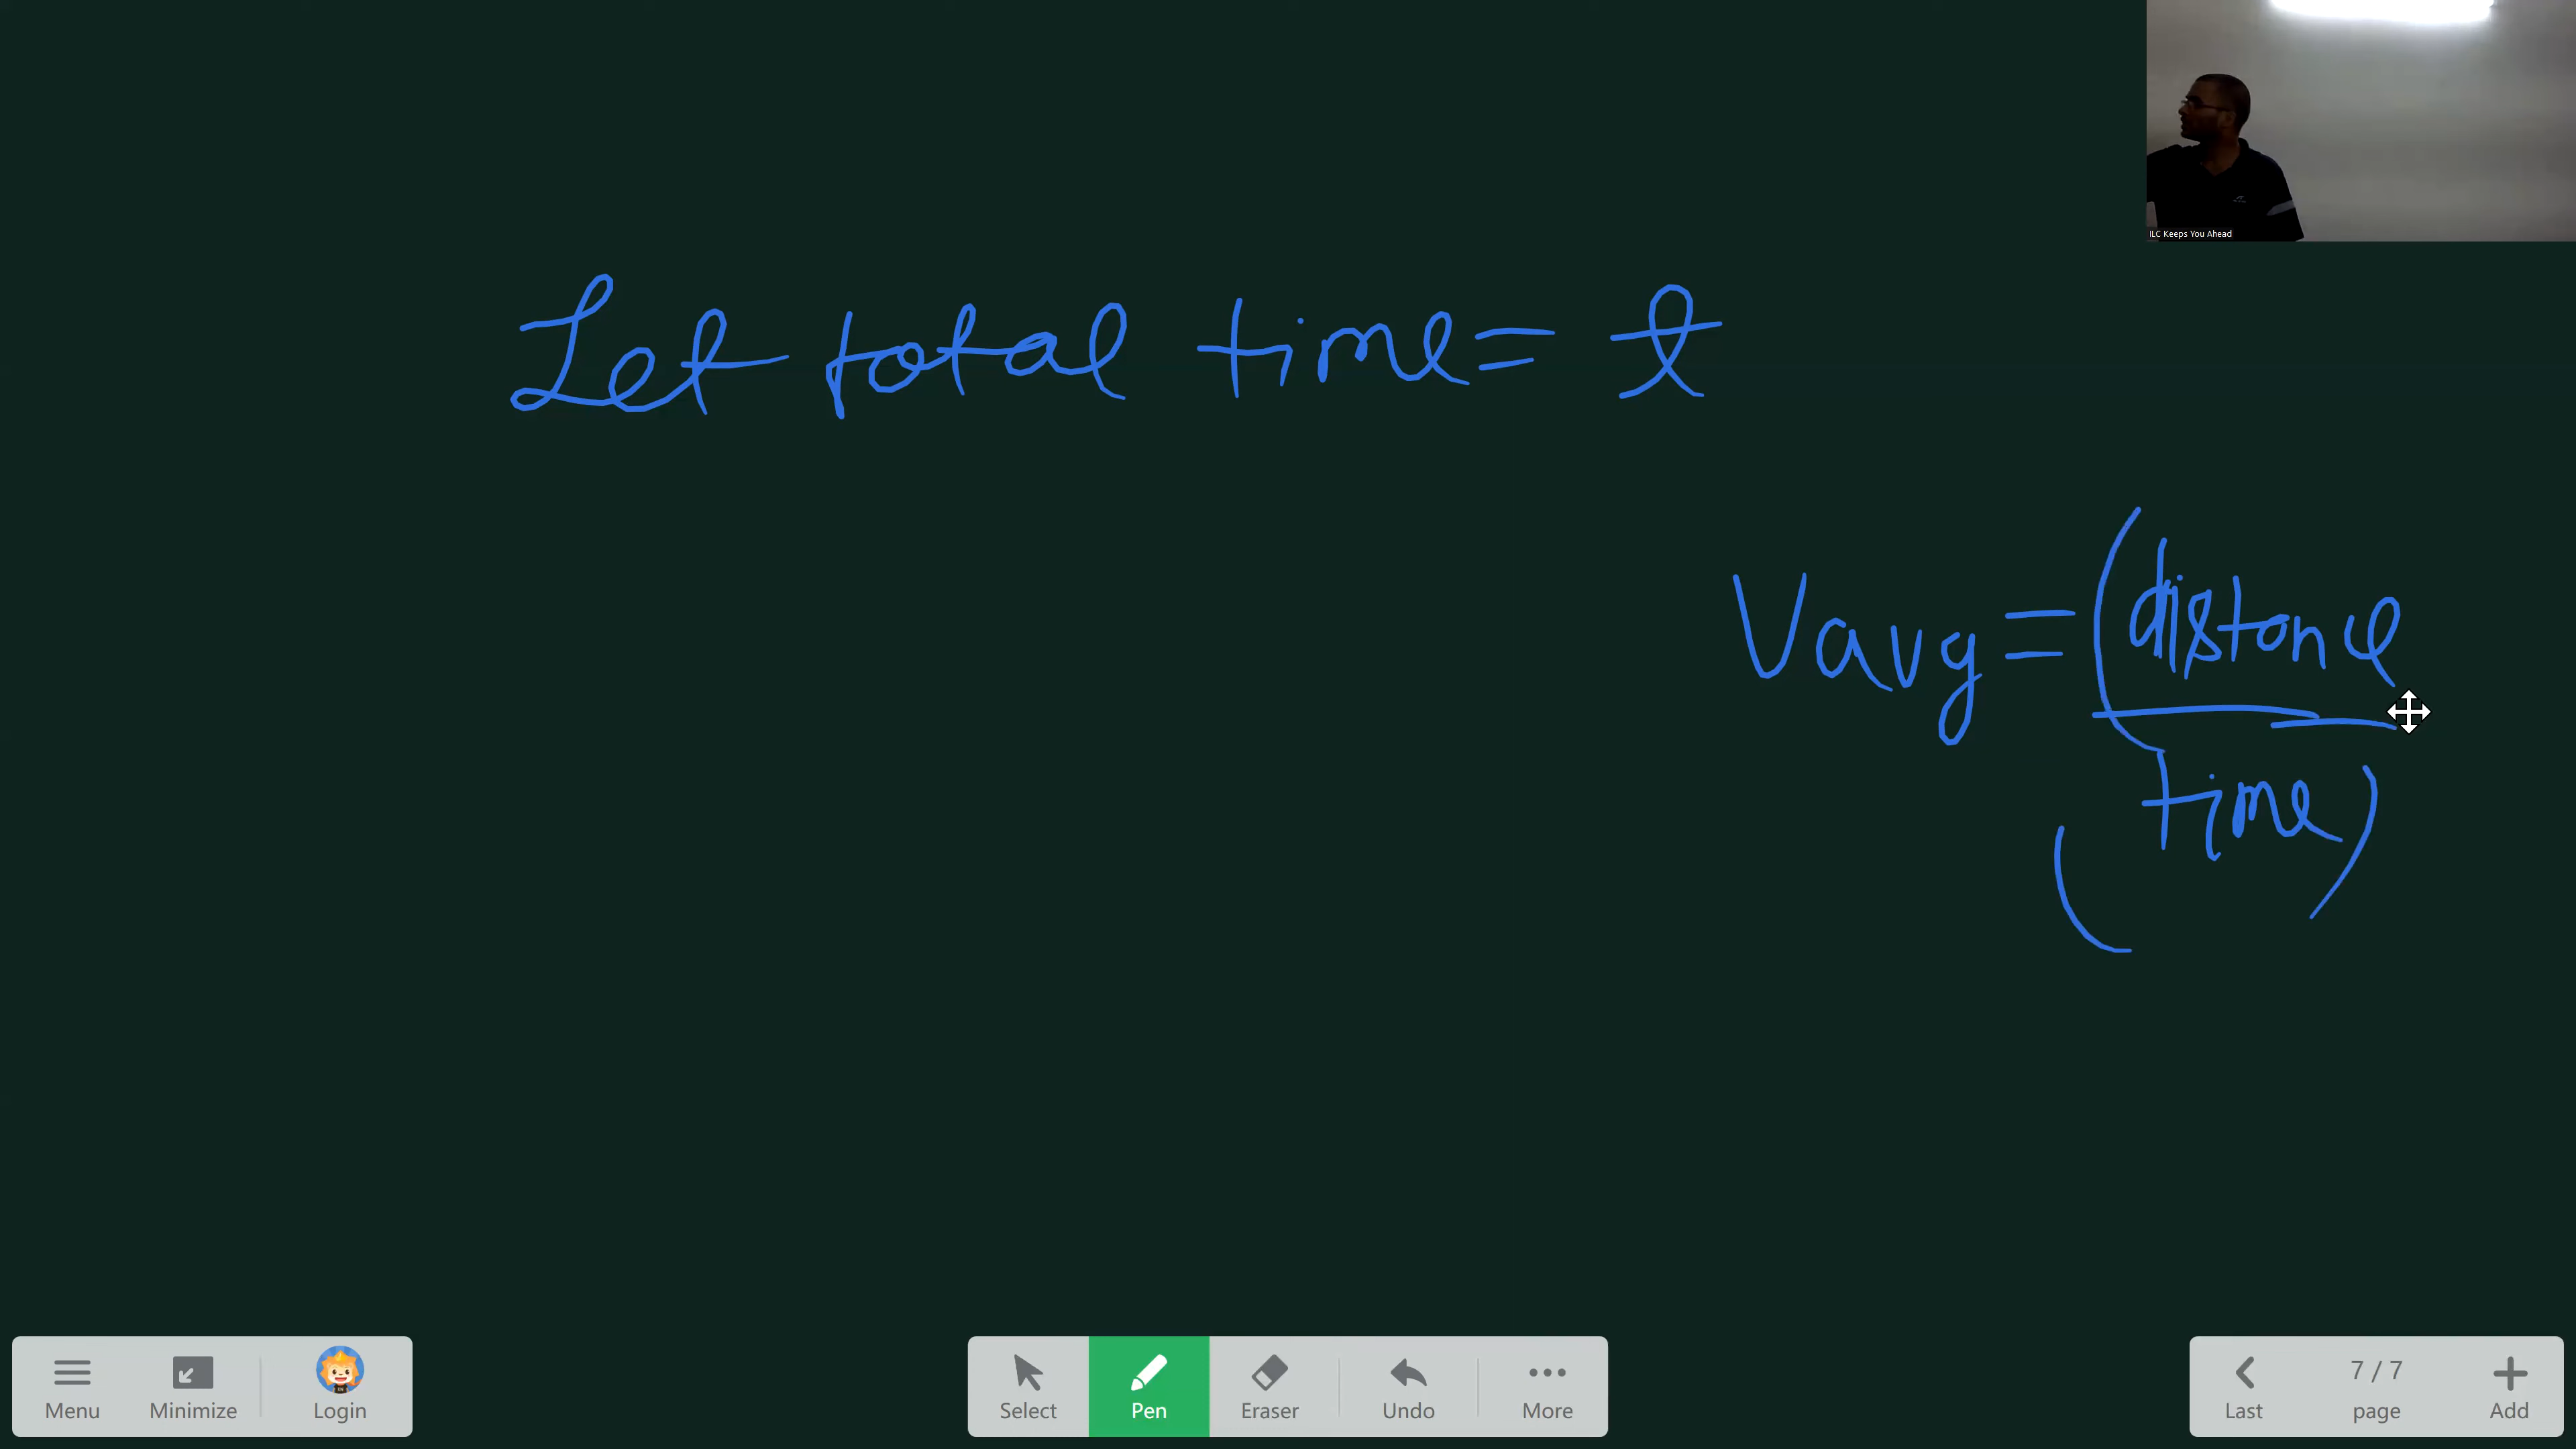 ILC Keeps You Ahead
Let total time = t
Vavg = (distance
time)
(
Menu Minimize Login Select Pen Eraser Undo More Last 7 / 7 page Add